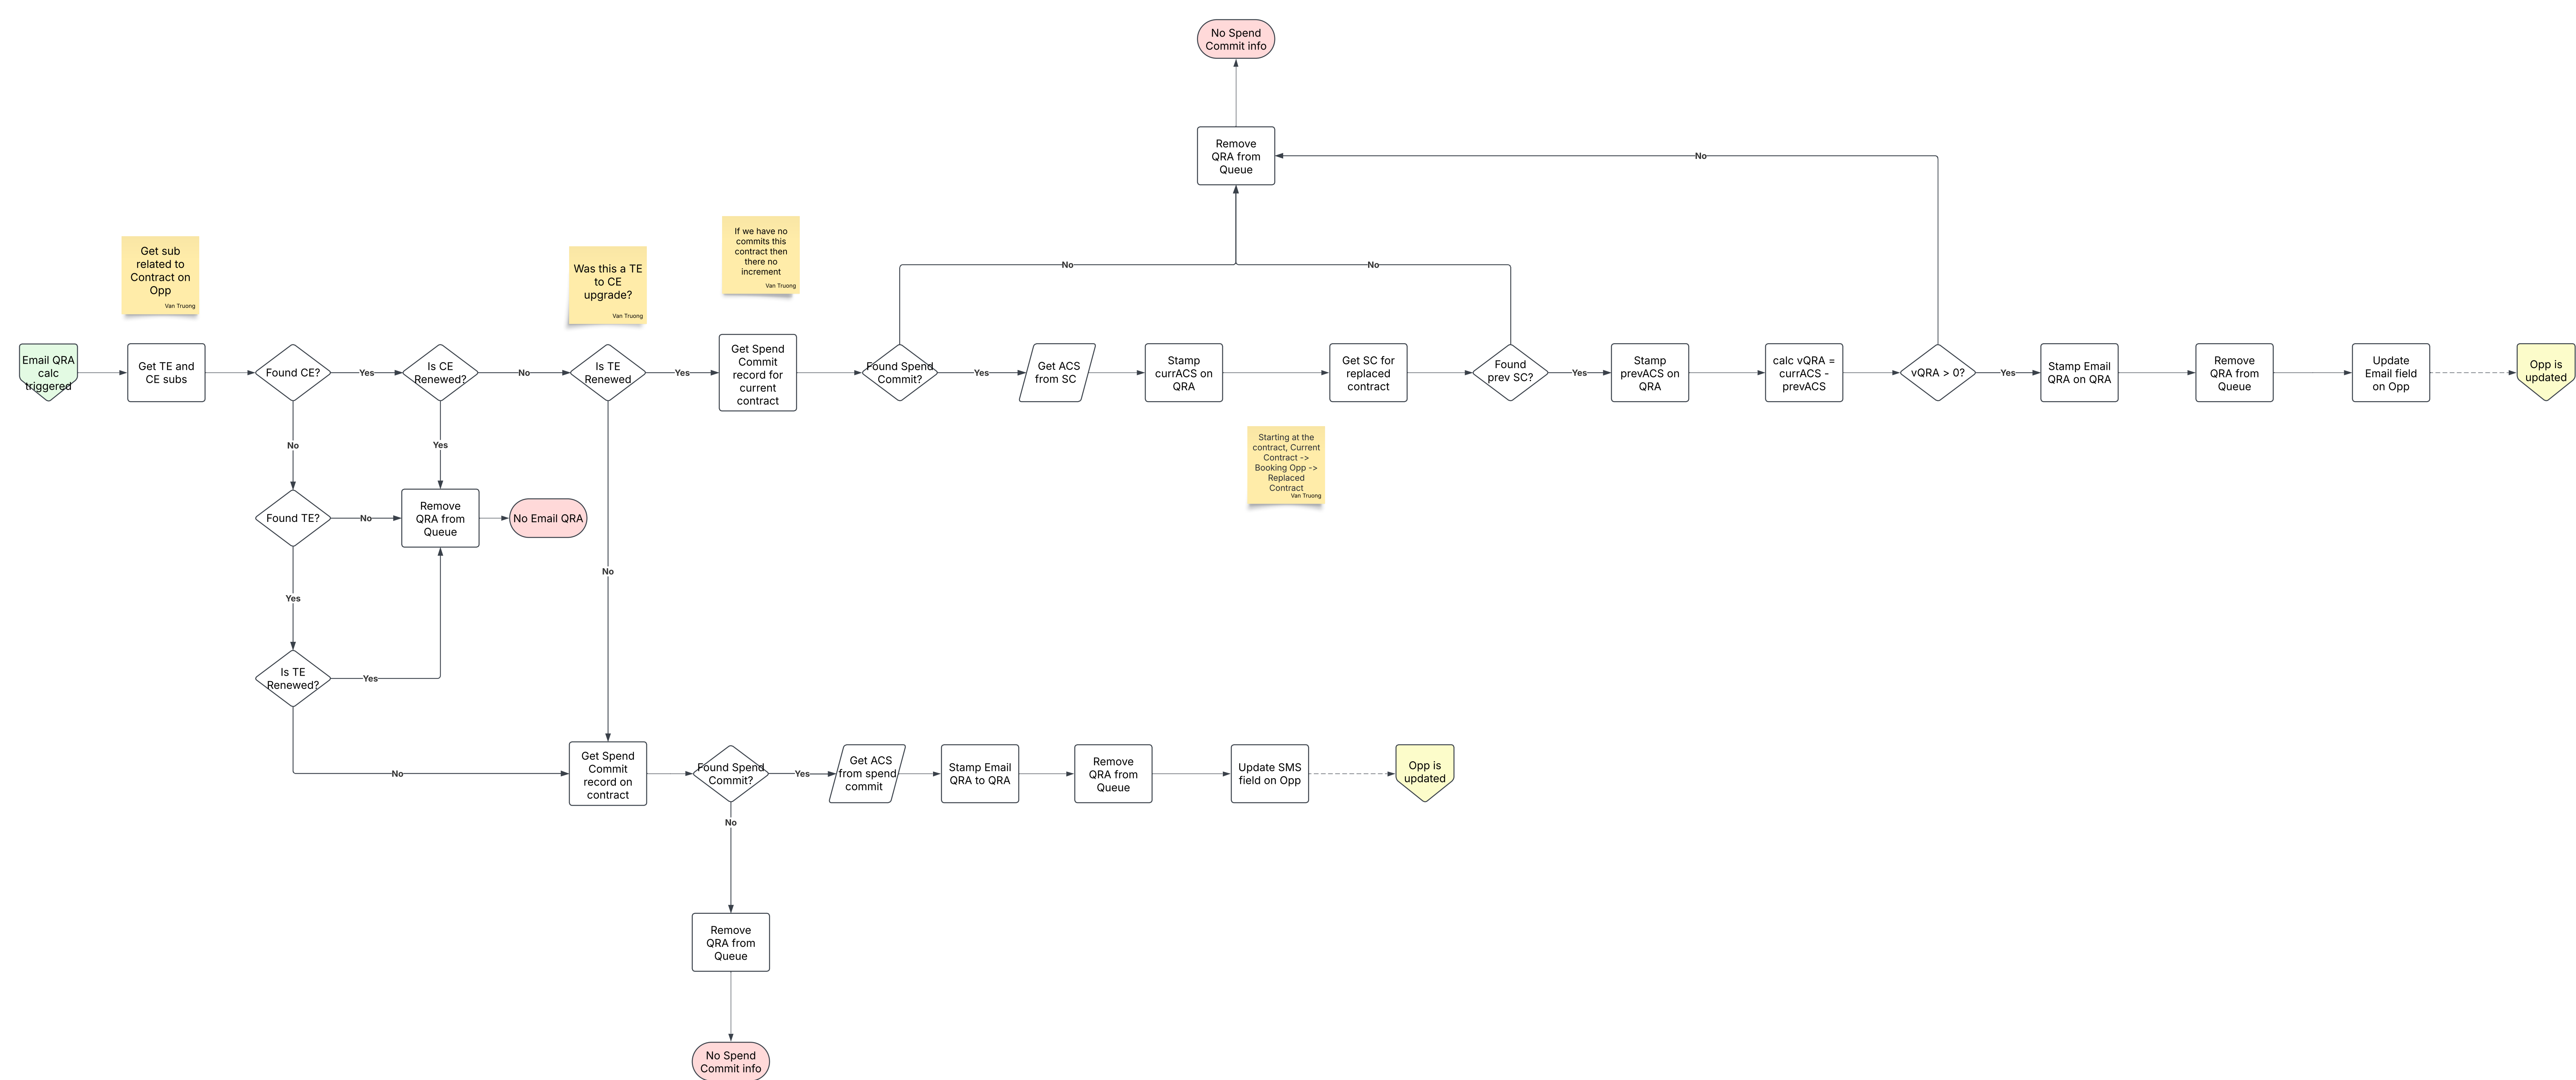 No Spend
Commit info
Remove
QRA from
Queue
No
Get sub
related to
Contract on
Opp
Van Truong
Was this a TE
to CE
upgrade?
Van Truong
If we have no
commits this
contract then
there no
increment
Van Truong
No
No
Email QRA
calc
triggered
Get TE and
CE subs
Found CE?
Yes
Is CE
Renewed?
No
Is TE
Renewed
Yes
Get Spend
Commit
record for
current
contract
Found Spend
Commit?
Yes
Get ACS
from SC
Stamp
currACS on
QRA
Get SC for
replaced
contract
Found
prev SC?
Yes
Stamp
prevACS on
QRA
calc vQRA =
currACS -
prevACS
vQRA > 0?
Yes
Stamp Email
QRA on QRA
Remove
QRA from
Queue
Update
Email field
on Opp
Opp is
updated
No
Yes
Starting at the
contract, Current
Contract ->
Booking Opp ->
Replaced
Contract
Van Truong
Found TE?
No
Remove
QRA from
Queue
No Email QRA
No
Yes
Is TE
Renewed?
Yes
No
Get Spend
Commit
record on
contract
Found Spend
Commit?
Yes
Get ACS
from spend
commit
Stamp Email
QRA to QRA
Remove
QRA from
Queue
Update SMS
field on Opp
Opp is
updated
No
Remove
QRA from
Queue
No Spend
Commit info